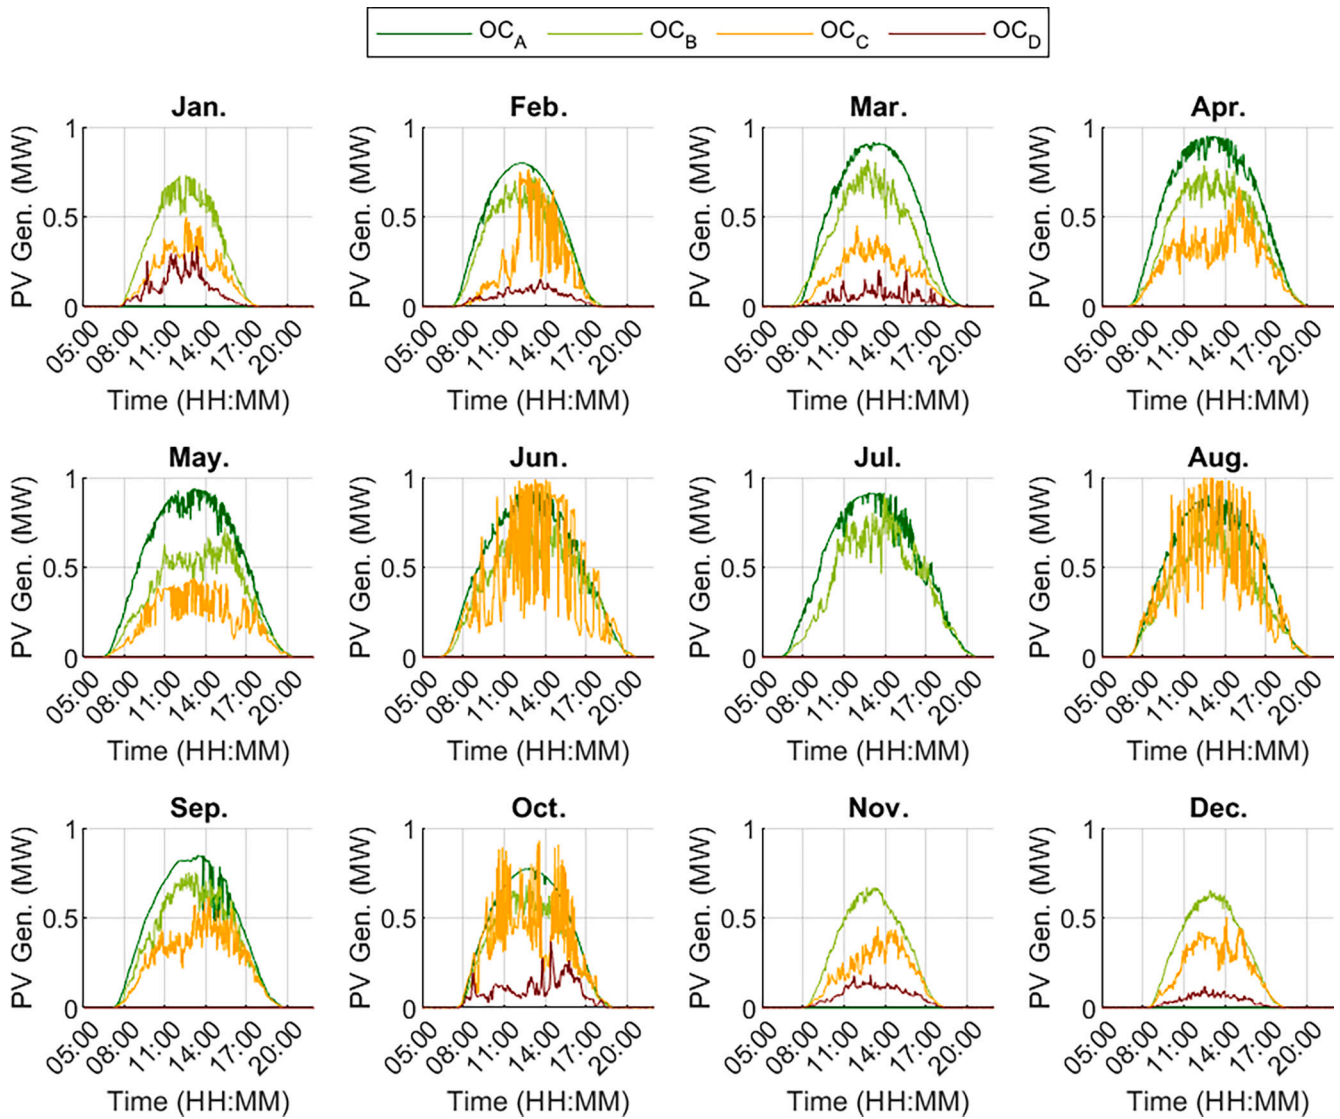 OC_A OC_B OC_C OC_D
Jan.
1
0.5
0
PV Gen. (MW)
05:00 08:00 11:00 14:00 17:00 20:00
Time (HH:MM)
Feb.
1
0.5
0
PV Gen. (MW)
05:00 08:00 11:00 14:00 17:00 20:00
Time (HH:MM)
Mar.
1
0.5
0
PV Gen. (MW)
05:00 08:00 11:00 14:00 17:00 20:00
Time (HH:MM)
Apr.
1
0.5
0
PV Gen. (MW)
05:00 08:00 11:00 14:00 17:00 20:00
Time (HH:MM)
May.
1
0.5
0
PV Gen. (MW)
05:00 08:00 11:00 14:00 17:00 20:00
Time (HH:MM)
Jun.
1
0.5
0
PV Gen. (MW)
05:00 08:00 11:00 14:00 17:00 20:00
Time (HH:MM)
Jul.
1
0.5
0
PV Gen. (MW)
05:00 08:00 11:00 14:00 17:00 20:00
Time (HH:MM)
Aug.
1
0.5
0
PV Gen. (MW)
05:00 08:00 11:00 14:00 17:00 20:00
Time (HH:MM)
Sep.
1
0.5
0
PV Gen. (MW)
05:00 08:00 11:00 14:00 17:00 20:00
Time (HH:MM)
Oct.
1
0.5
0
PV Gen. (MW)
05:00 08:00 11:00 14:00 17:00 20:00
Time (HH:MM)
Nov.
1
0.5
0
PV Gen. (MW)
05:00 08:00 11:00 14:00 17:00 20:00
Time (HH:MM)
Dec.
1
0.5
0
PV Gen. (MW)
05:00 08:00 11:00 14:00 17:00 20:00
Time (HH:MM)